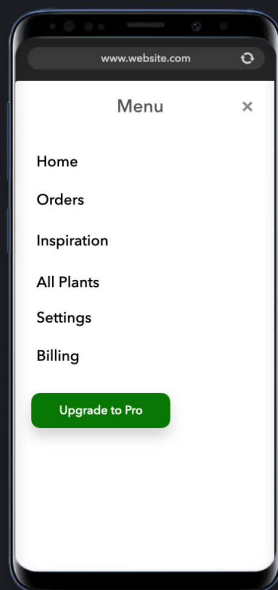 www.website.com
Menu
×
Home
Orders
Inspiration
All Plants
Settings
Billing
Upgrade to Pro